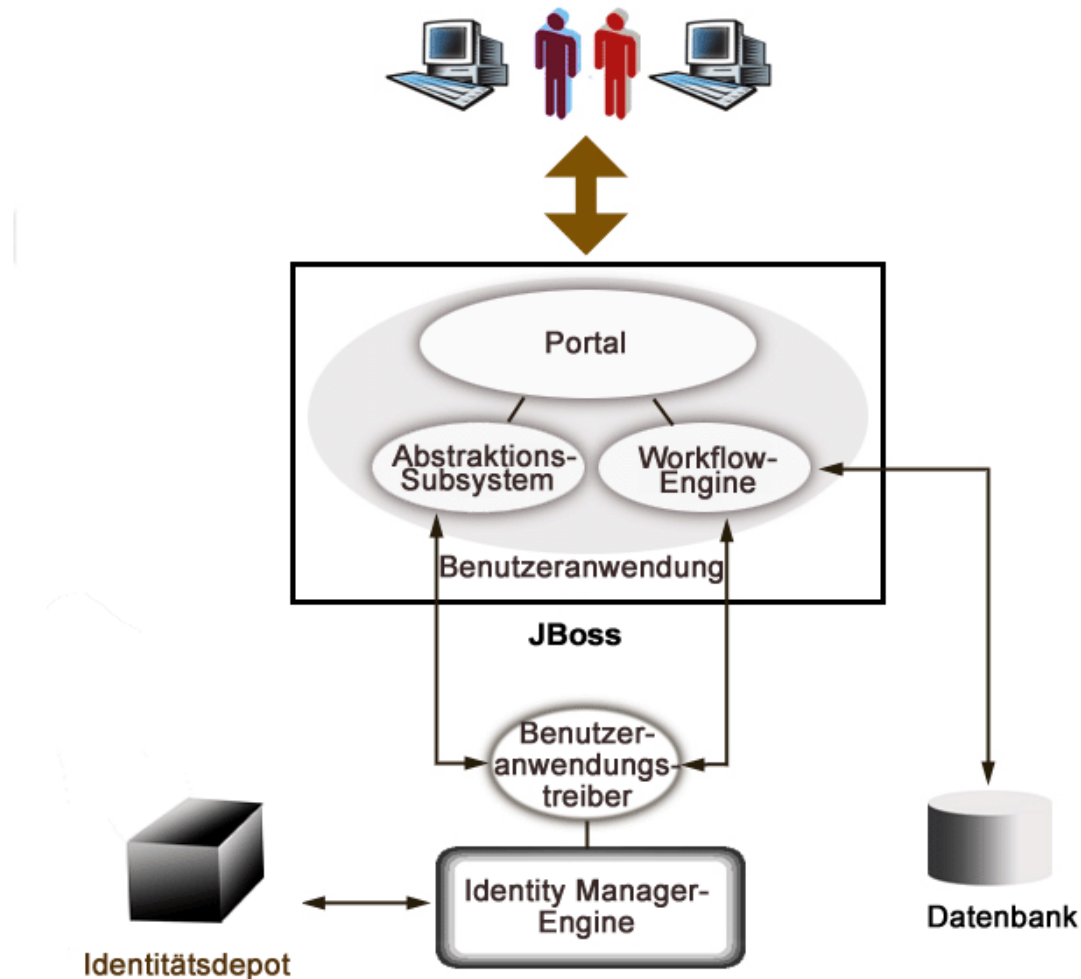 Portal
Abstraktions-
Subsystem
Workflow-
Engine
Benutzeranwendung
JBoss
Benutzer-
anwendungs-
treiber
Identity Manager-
Engine
Datenbank
Identitätsdepot